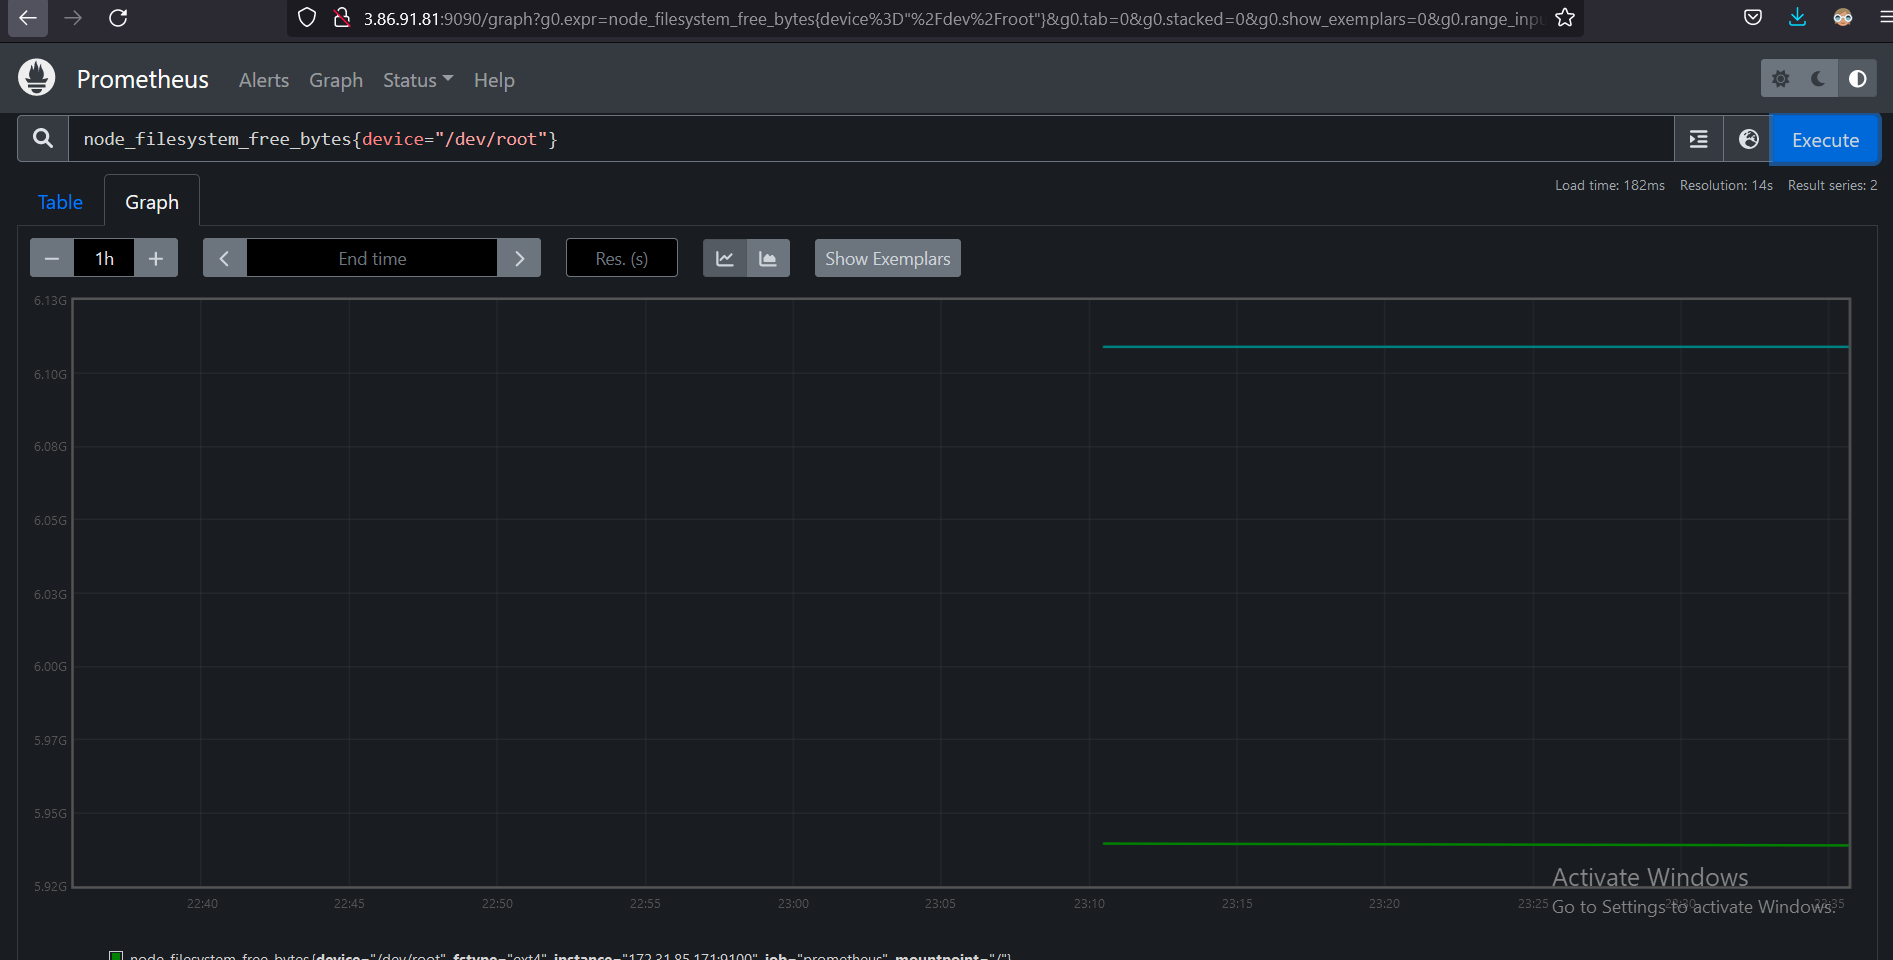 3.86.91.81:9090/graph?g0.expr=node_filesystem_free_bytes{device%3D"%2Fdev%2Froot"}&g0.tab=0&g0.stacked=0&g0.show_exemplars=0&g0.range_inpu
Prometheus Alerts Graph Status Help
node_filesystem_free_bytes{device="/dev/root"} Execute
Load time: 182ms Resolution: 14s Result series: 2
Table Graph
1h End time Res. (s) Show Exemplars
6.13G
6.10G
6.08G
6.05G
6.03G
6.00G
5.97G
5.95G
5.92G
22:40 22:45 22:50 22:55 23:00 23:05 23:10 23:15 23:20 23:25 23:30 23:35
Activate Windows
Go to Settings to activate Windows.
node_filesystem_free_bytes{device="/dev/root", fstype="ext4", instance="172.31.85.171:9100", job="prometheus", mountpoint="/"}